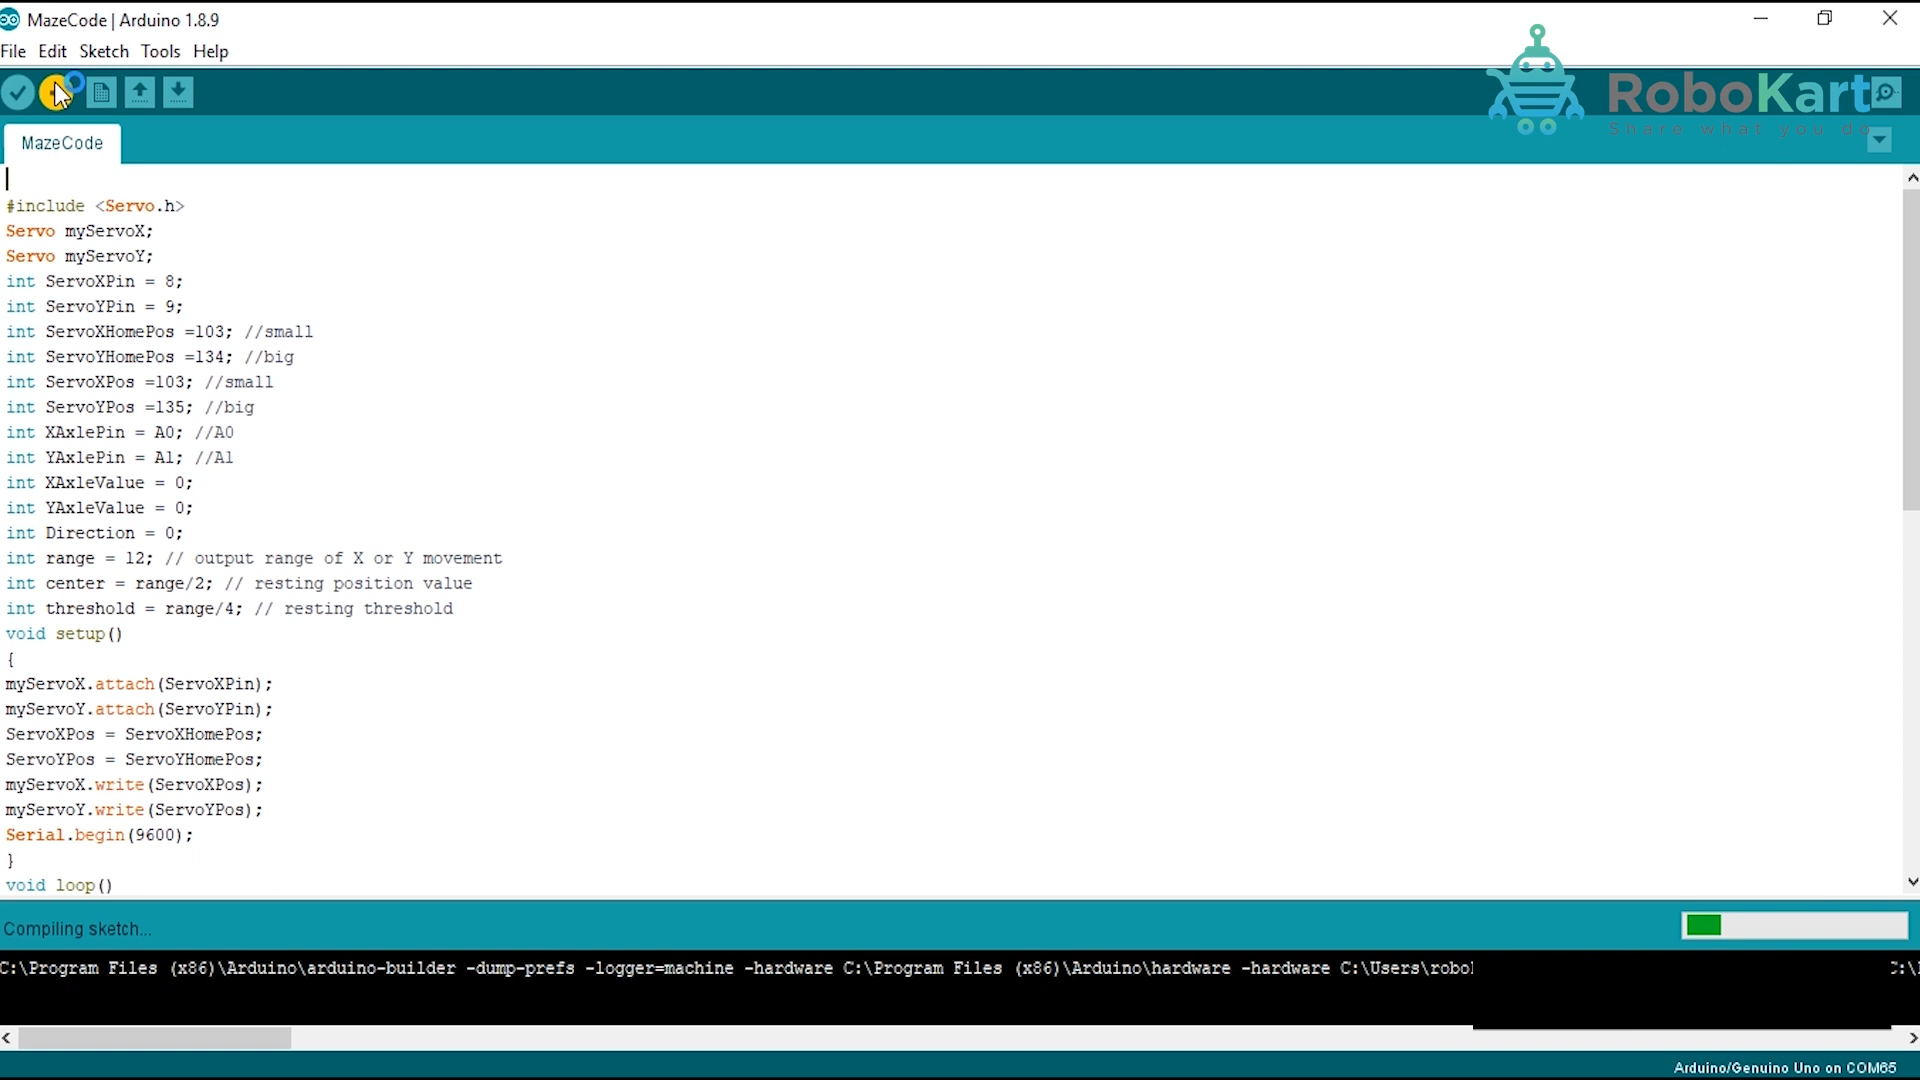 MazeCode | Arduino 1.8.9
File Edit Sketch Tools Help
RoboKart
Share what you do
MazeCode
#include <Servo.h>
Servo myServoX;
Servo myServoY;
int ServoXPin = 8;
int ServoYPin = 9;
int ServoXHomePos =103; //small
int ServoYHomePos =134; //big
int ServoXPos =103; //small
int ServoYPos =135; //big
int XAxlePin = A0; //A0
int YAxlePin = A1; //A1
int XAxleValue = 0;
int YAxleValue = 0;
int Direction = 0;
int range = 12; // output range of X or Y movement
int center = range/2; // resting position value
int threshold = range/4; // resting threshold
void setup()
{
myServoX.attach(ServoXPin);
myServoY.attach(ServoYPin);
ServoXPos = ServoXHomePos;
ServoYPos = ServoYHomePos;
myServoX.write(ServoXPos);
myServoY.write(ServoYPos);
Serial.begin(9600);
}
void loop()
Compiling sketch...
C:\Program Files (x86)\Arduino\arduino-builder -dump-prefs -logger=machine -hardware C:\Program Files (x86)\Arduino\hardware -hardware C:\Users\robo
Arduino/Genuino Uno on COM65